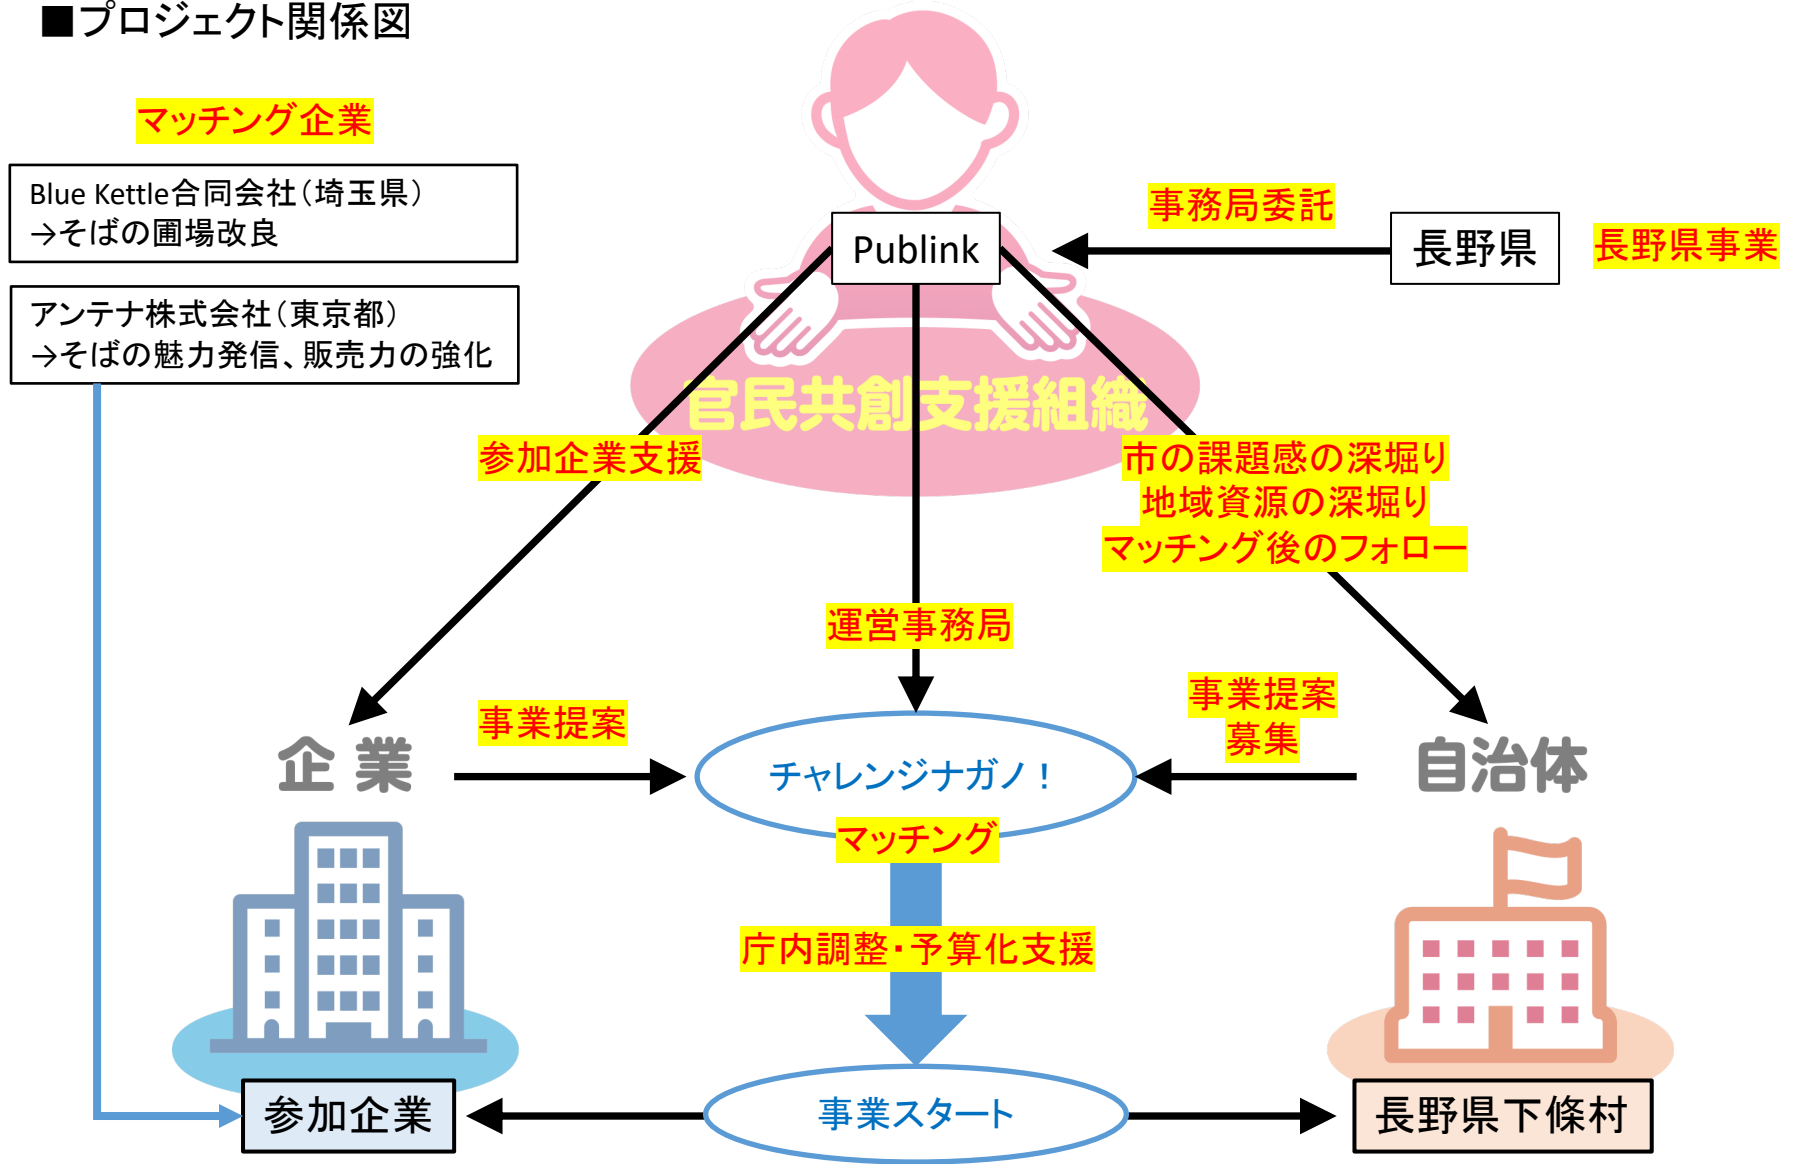 ■プロジェクト関係図
マッチング企業
Blue Kettle合同会社（埼玉県）
→そばの圃場改良
アンテナ株式会社（東京都）
→そばの魅力発信、販売力の強化
Publink
事務局委託
長野県
長野県事業
官民共創支援組織
参加企業支援
市の課題感の深堀り
地域資源の深堀り
マッチング後のフォロー
運営事務局
事業提案
事業提案
募集
企業
チャレンジナガノ！
自治体
マッチング
庁内調整・予算化支援
参加企業
事業スタート
長野県下條村